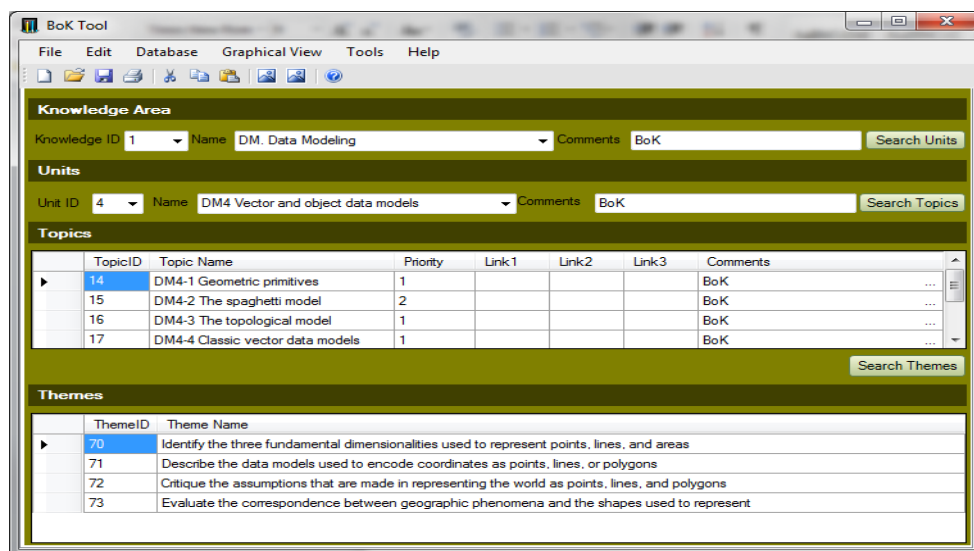 BoK Tool
File Edit Database Graphical View Tools Help
Knowledge Area
Knowledge ID 1 Name DM. Data Modeling Comments BoK Search Units
Units
Unit ID 4 Name DM4 Vector and object data models Comments BoK Search Topics
Topics
TopicID Topic Name Priority Link1 Link2 Link3 Comments
14 DM4-1 Geometric primitives 1 BoK ...
15 DM4-2 The spaghetti model 2 BoK ...
16 DM4-3 The topological model 1 BoK ...
17 DM4-4 Classic vector data models 1 BoK ...
Search Themes
Themes
ThemeID Theme Name
70 Identify the three fundamental dimensionalities used to represent points, lines, and areas
71 Describe the data models used to encode coordinates as points, lines, or polygons
72 Critique the assumptions that are made in representing the world as points, lines, and polygons
73 Evaluate the correspondence between geographic phenomena and the shapes used to represent